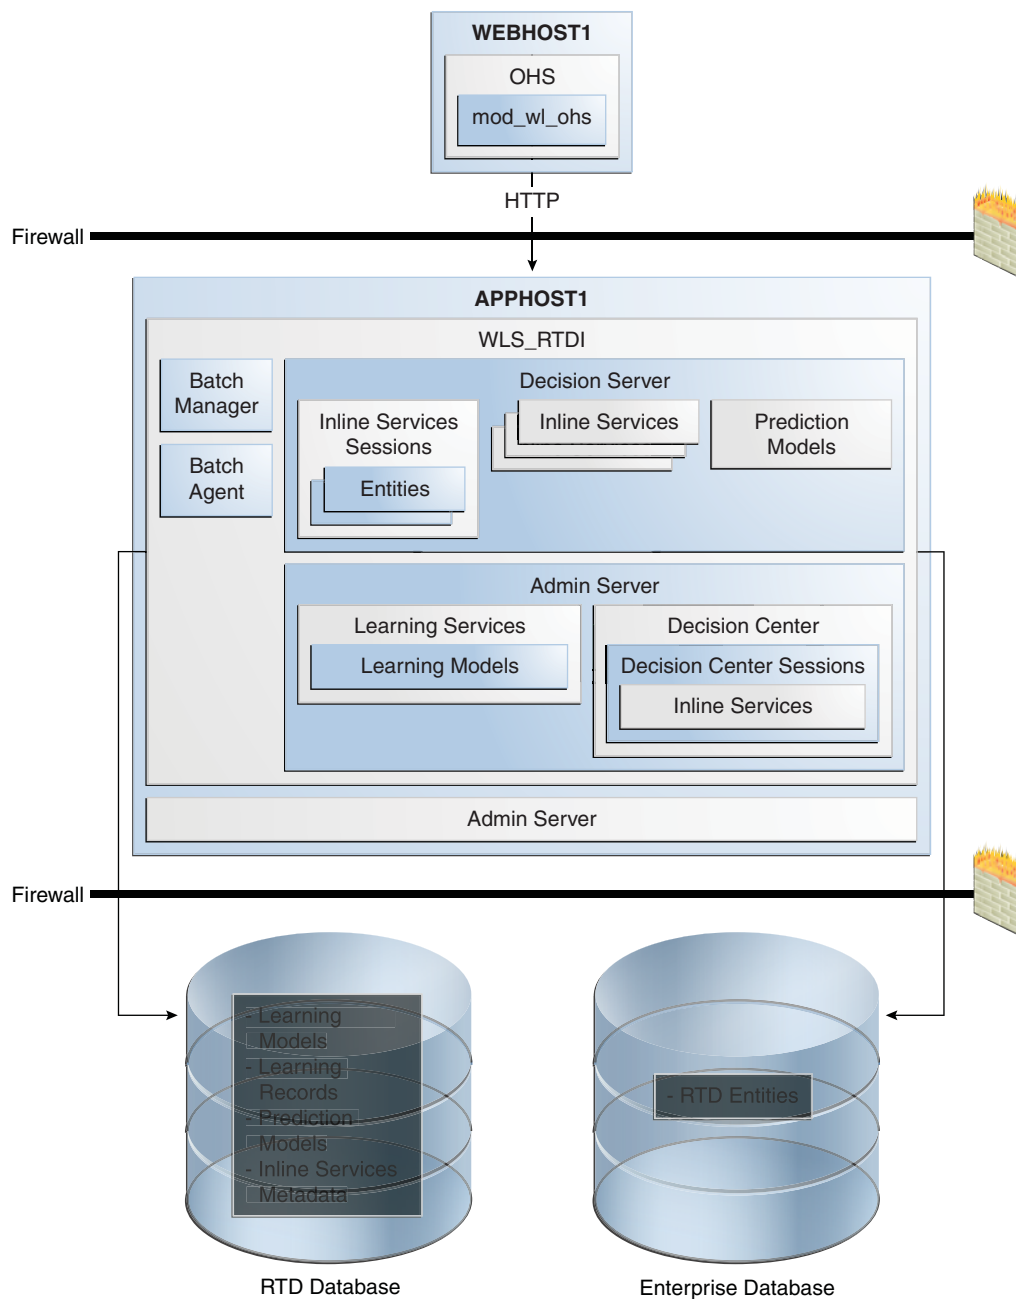 WEBHOST1
OHS
mod_wl_ohs
HTTP
Firewall
APPHOST1
WLS_RTDI
Batch
Manager
Batch
Agent
Decision Server
Inline Services
Sessions
Entities
Inline Services
Prediction
Models
Admin Server
Learning Services
Learning Models
Decision Center
Decision Center Sessions
Inline Services
Admin Server
Firewall
- Learning
Models
- Learning
Records
- Prediction
Models
- Inline Services
Metadata
- RTD Entities
RTD Database
Enterprise Database